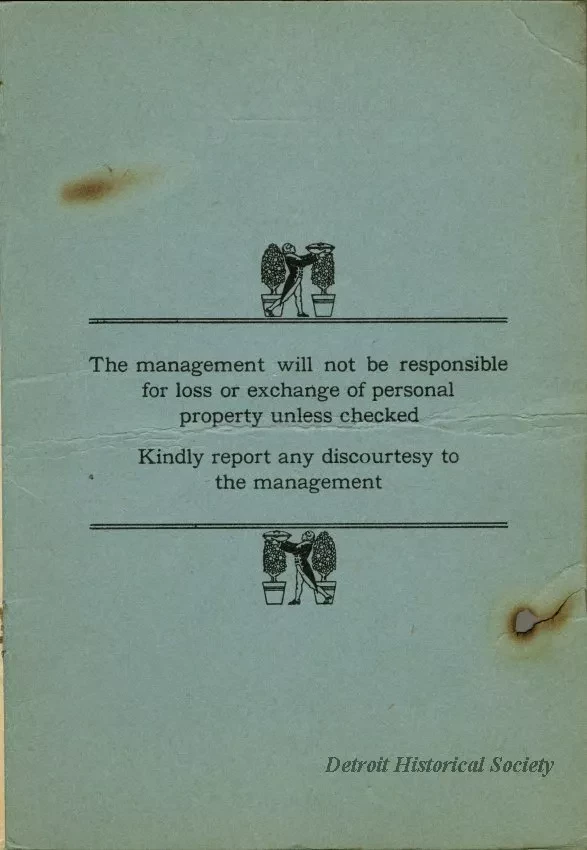 The management will not be responsible
for loss or exchange of personal
property unless checked
Kindly report any discourtesy to
the management
Detroit Historical Society